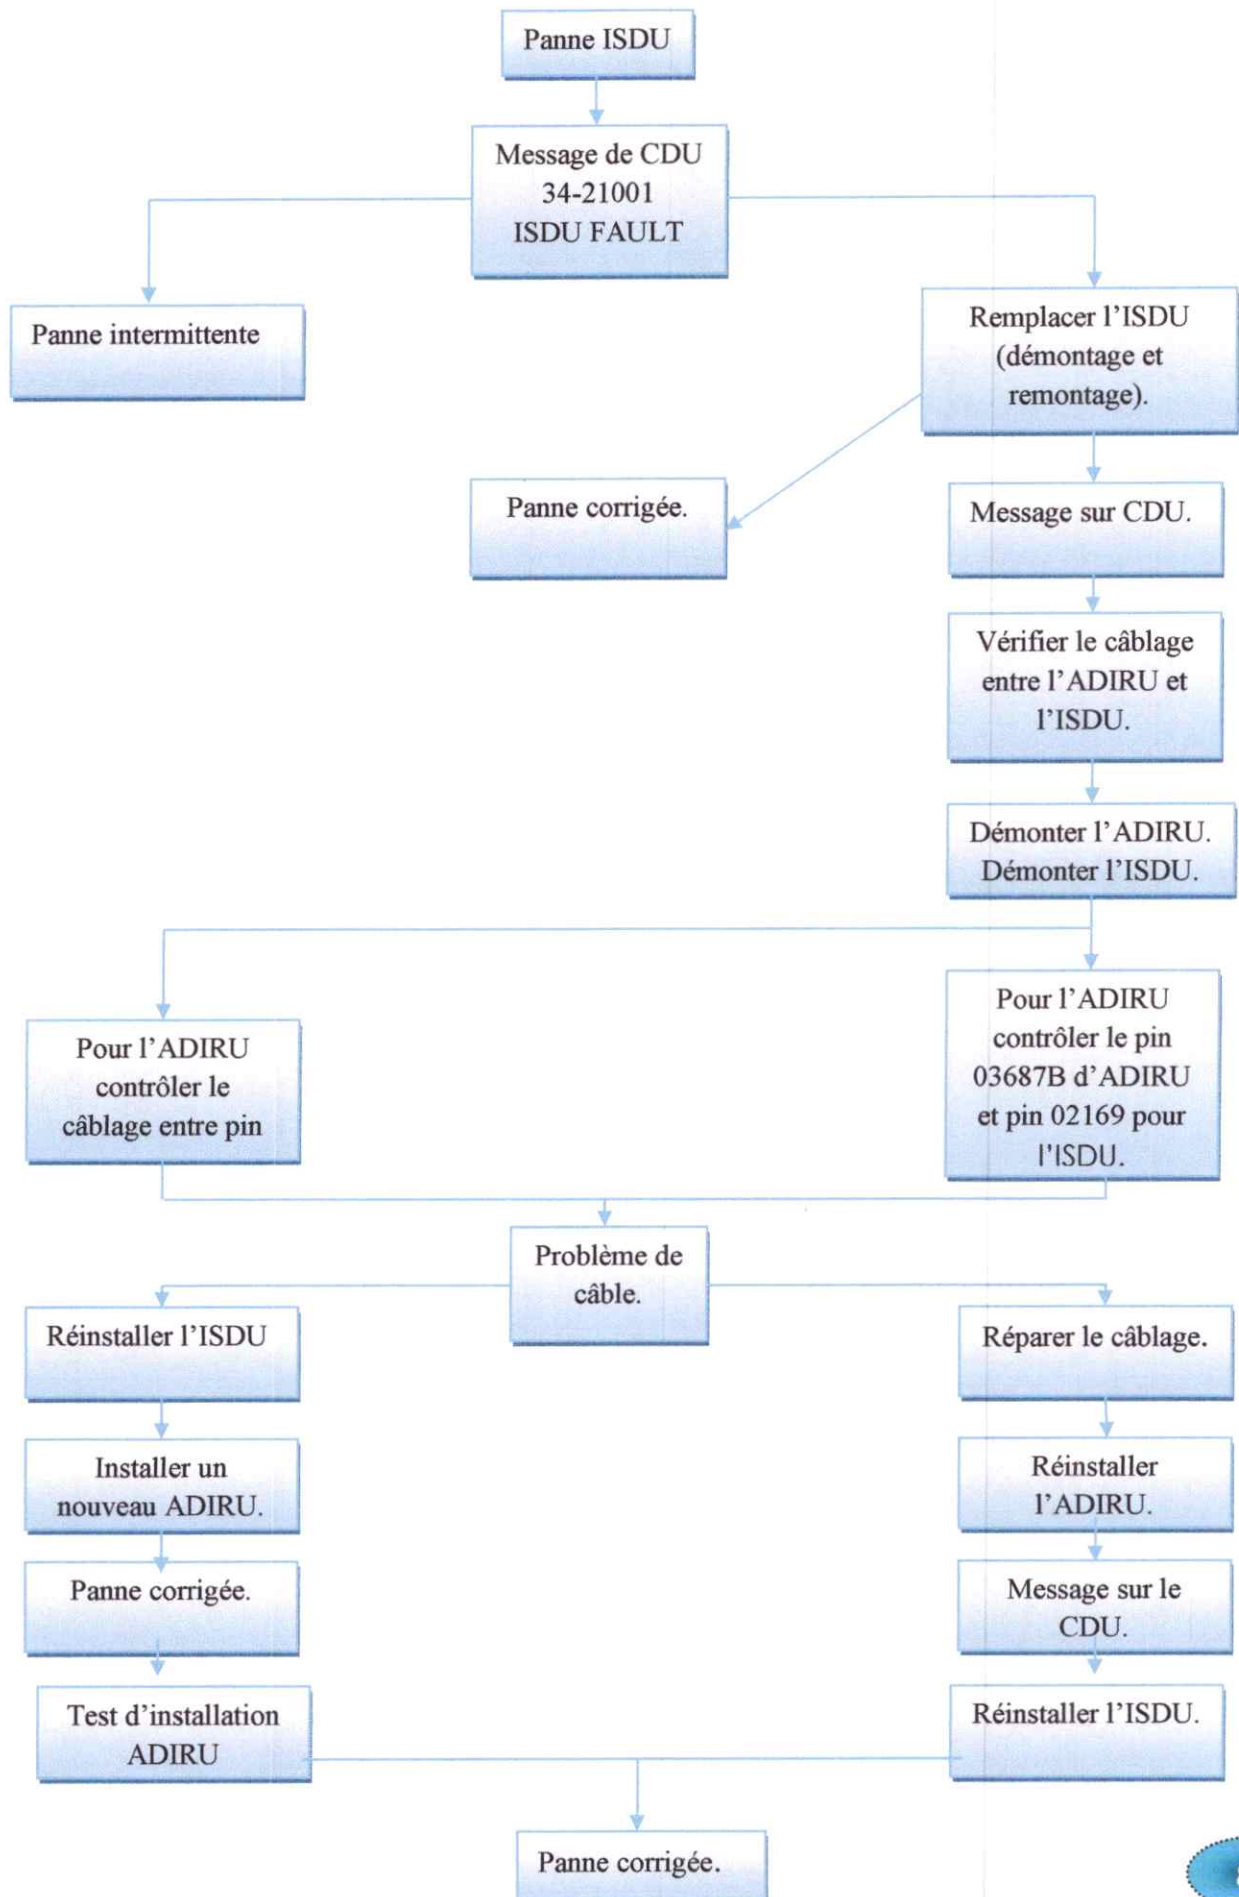 Panne ISDU
Message de CDU
34-21001
ISDU FAULT
Panne intermittente
Remplacer l’ISDU
(démontage et
remontage).
Panne corrigée.
Message sur CDU.
Vérifier le câblage
entre l’ADIRU et
l’ISDU.
Démonter l’ADIRU.
Démonter l’ISDU.
Pour l’ADIRU
contrôler le
câblage entre pin
Pour l’ADIRU
contrôler le pin
03687B d’ADIRU
et pin 02169 pour
l’ISDU.
Problème de
câble.
Réinstaller l’ISDU
Réparer le câblage.
Installer un
nouveau ADIRU.
Réinstaller
l’ADIRU.
Panne corrigée.
Message sur le
CDU.
Test d’installation
ADIRU
Réinstaller l’ISDU.
Panne corrigée.